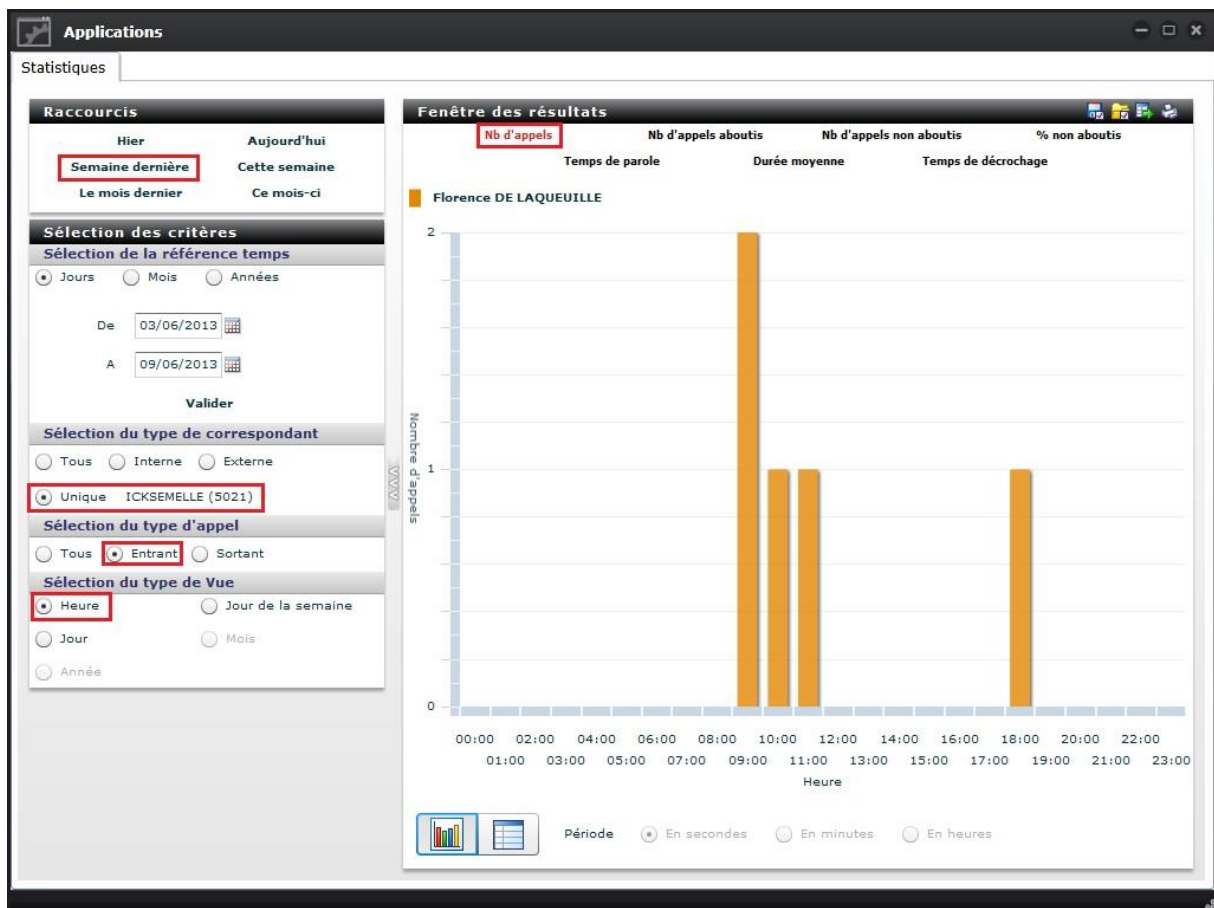 Applications
Statistiques
Raccourcis
Hier Aujourd'hui
Semaine dernière Cette semaine
Le mois dernier Ce mois-ci
Sélection des critères
Sélection de la référence temps
Jours Mois Années
De 03/06/2013
A 09/06/2013
Valider
Sélection du type de correspondant
Tous Interne Externe
Unique ICKSEMELLE (5021)
Sélection du type d'appel
Tous Entrant Sortant
Sélection du type de Vue
Heure Jour de la semaine
Jour Mois
Année
Fenêtre des résultats
Nb d'appels Nb d'appels aboutis Nb d'appels non aboutis % non aboutis
Temps de parole Durée moyenne Temps de décrochage
Florence DE LAQUEUILLE
2
1
0
Nombre d'appels
00:00 02:00 04:00 06:00 08:00 10:00 12:00 14:00 16:00 18:00 20:00 22:00
01:00 03:00 05:00 07:00 09:00 11:00 13:00 15:00 17:00 19:00 21:00 23:00
Heure
Période En secondes En minutes En heures